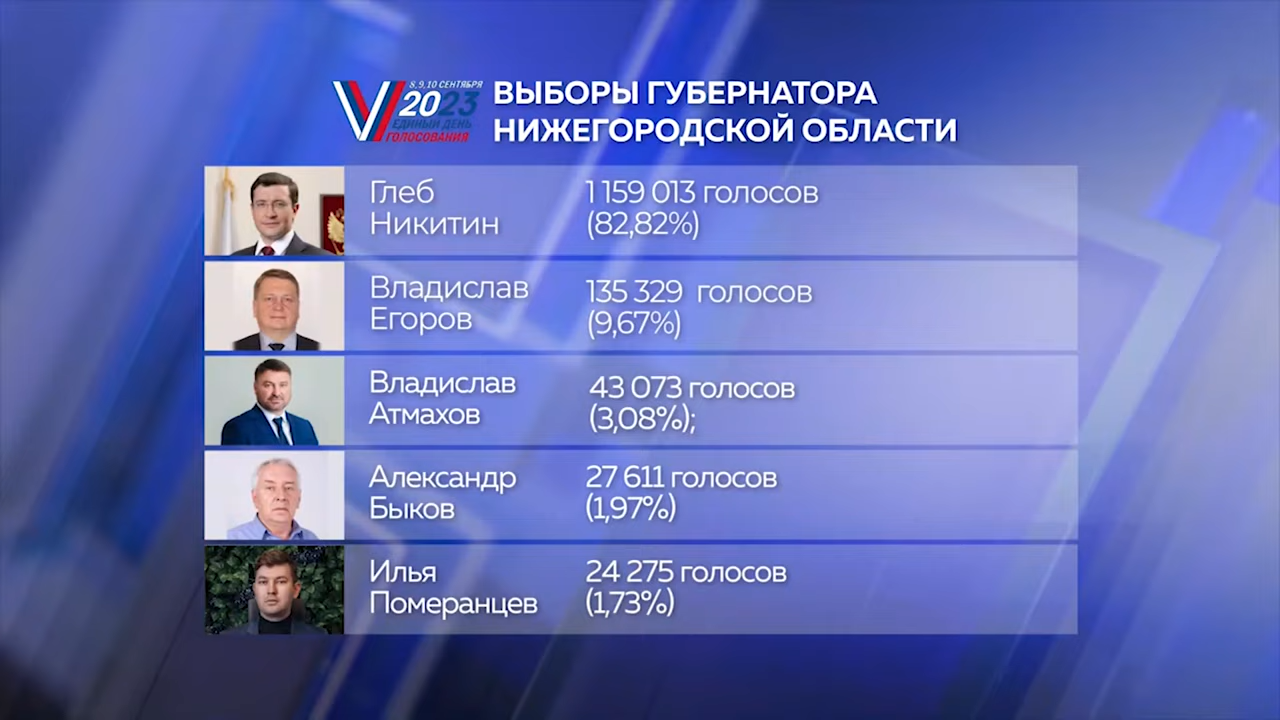 8, 9, 10 СЕНТЯБРЯ
2023
ЕДИНЫЙ ДЕНЬ
ГОЛОСОВАНИЯ
ВЫБОРЫ ГУБЕРНАТОРА
НИЖЕГОРОДСКОЙ ОБЛАСТИ
Глеб
Никитин
1 159 013 голосов
(82,82%)
Владислав
Егоров
135 329 голосов
(9,67%)
Владислав
Атмахов
43 073 голосов
(3,08%);
Александр
Быков
27 611 голосов
(1,97%)
Илья
Померанцев
24 275 голосов
(1,73%)